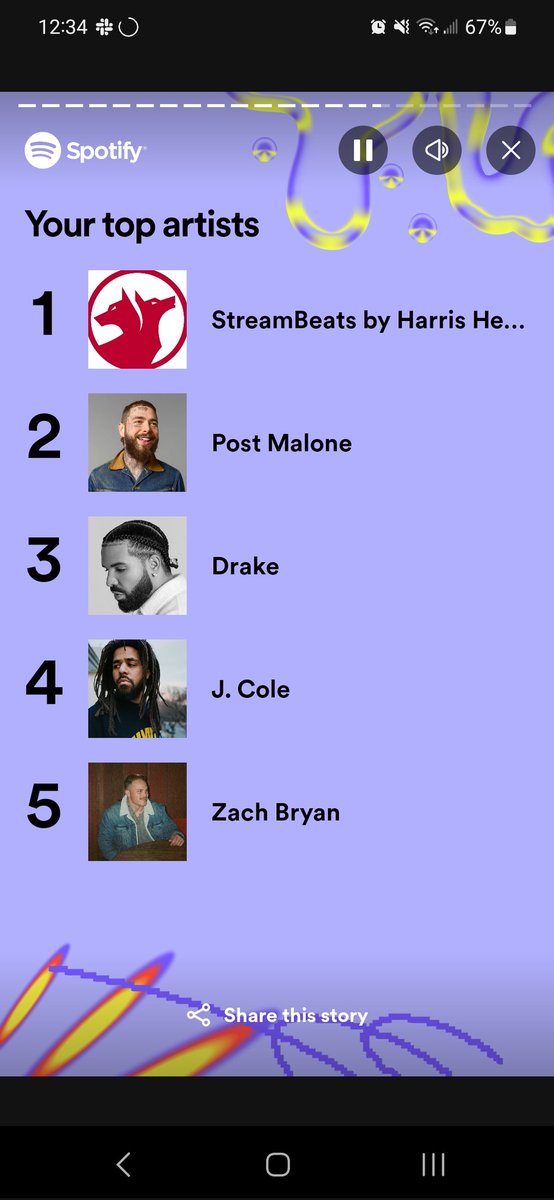 12:34
67%
Spotify
Your top artists
1
StreamBeats by Harris He...
2
Post Malone
3
Drake
4
J. Cole
5
Zach Bryan
Share this story